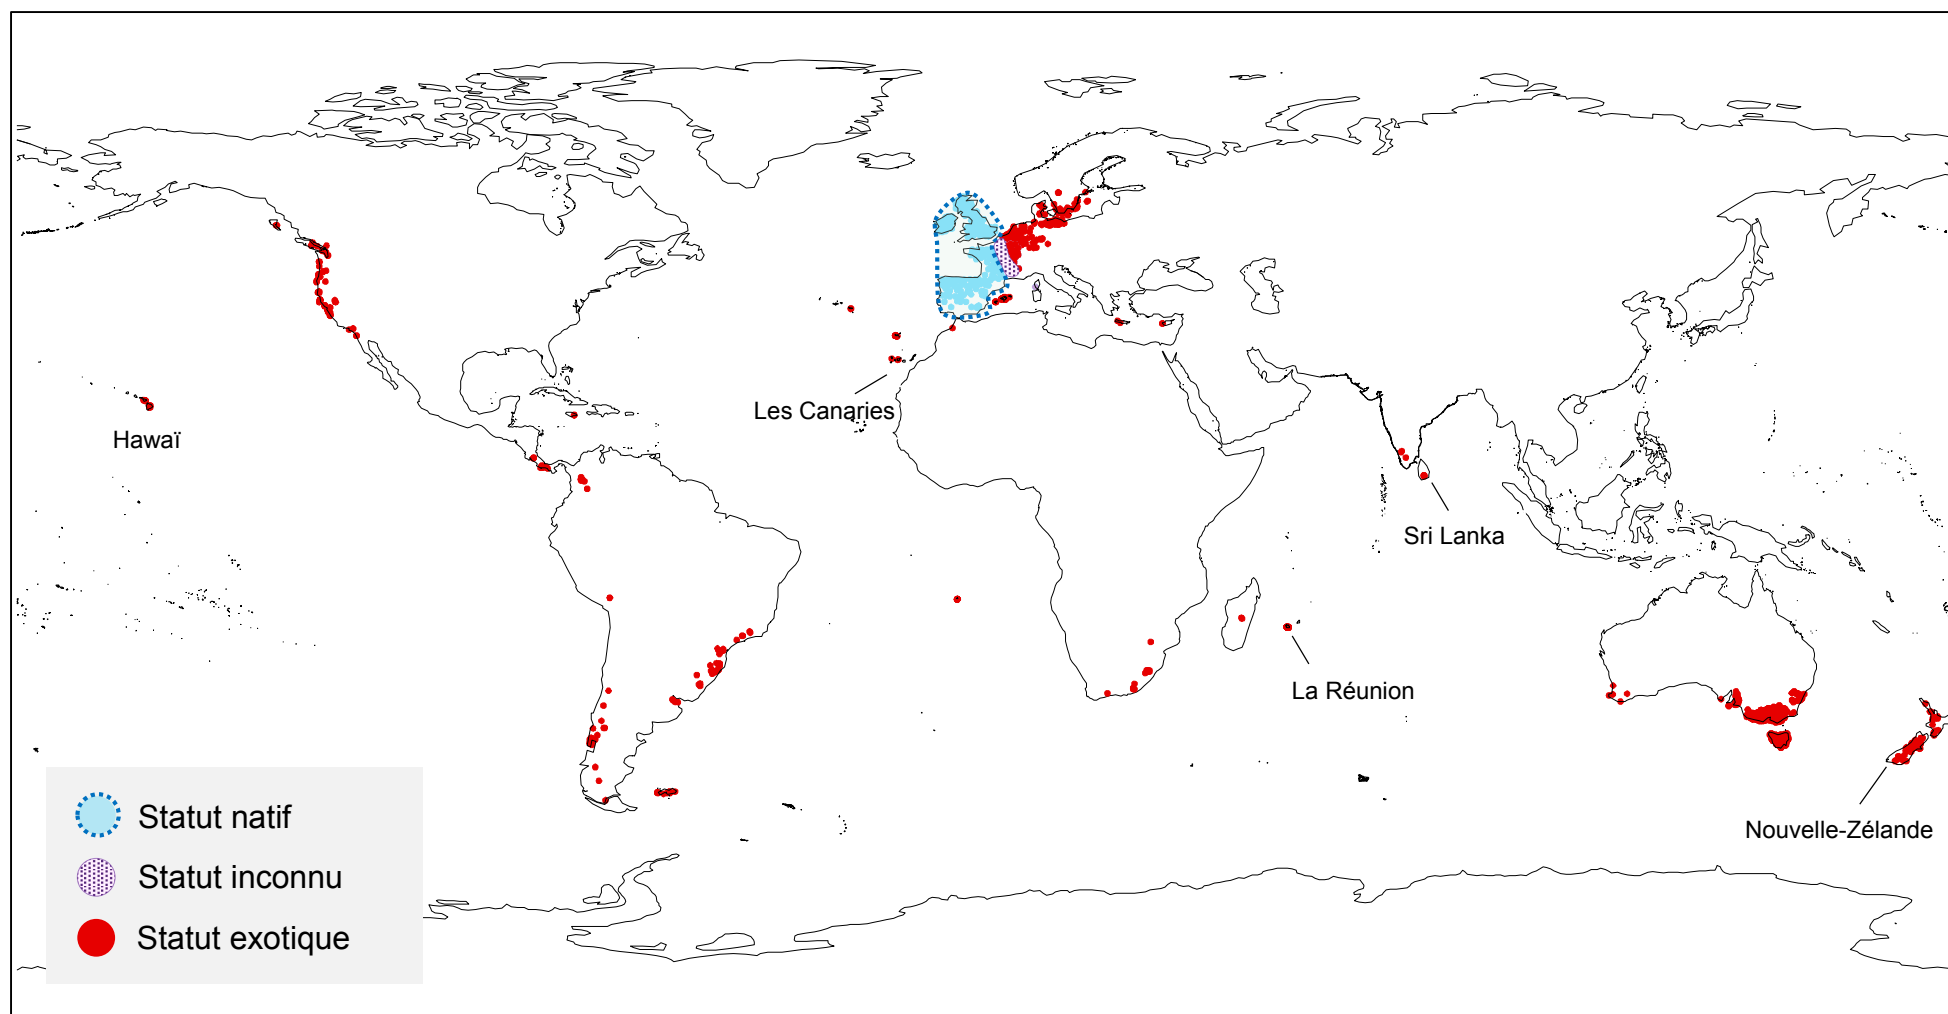 Les Canaries
Hawaï
Sri Lanka
La Réunion
Nouvelle-Zélande
Statut natif
Statut inconnu
Statut exotique